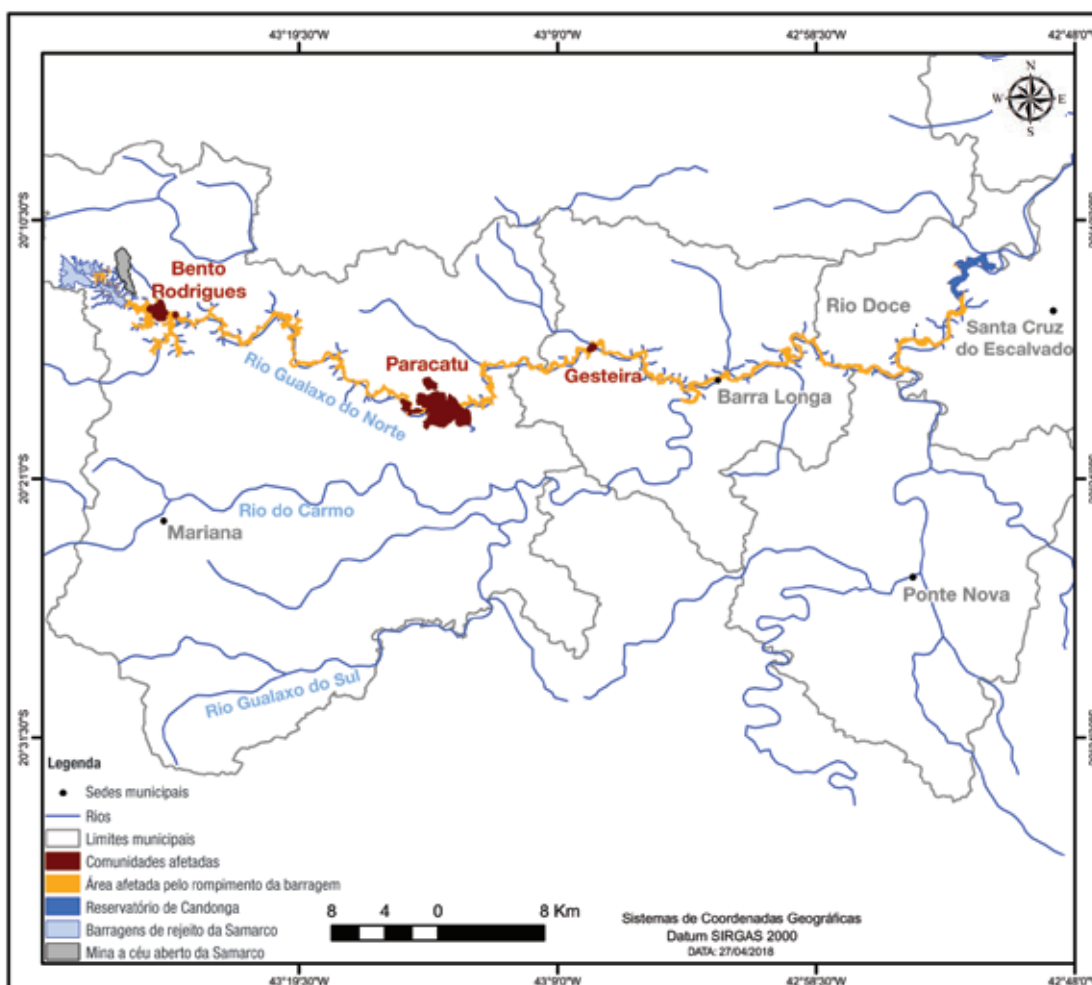 43°19'30"W
43°9'0"W
42°58'30"W
42°48'0"
N
W
E
S
20°10'30"S
Bento
Rodrigues
Rio Doce
Santa Cruz
do Escalvado
Paracatu
Gesteira
Rio Gualaxo do Norte
Barra Longa
20°21'0"S
Rio do Carmo
Mariana
Ponte Nova
Rio Gualaxo do Sul
20°31'30"S
Legenda
Sedes municipais
Rios
Limites municipais
Comunidades afetadas
Área afetada pelo rompimento da barragem
Reservatório de Candonga
Barragens de rejeito da Samarco
Mina a céu aberto da Samarco
8 4 0 8 Km
Sistemas de Coordenadas Geográficas
Datum SIRGAS 2000
DATA: 27/04/2018
43°19'30"W
43°9'0"W
42°58'30"W
42°48'0"